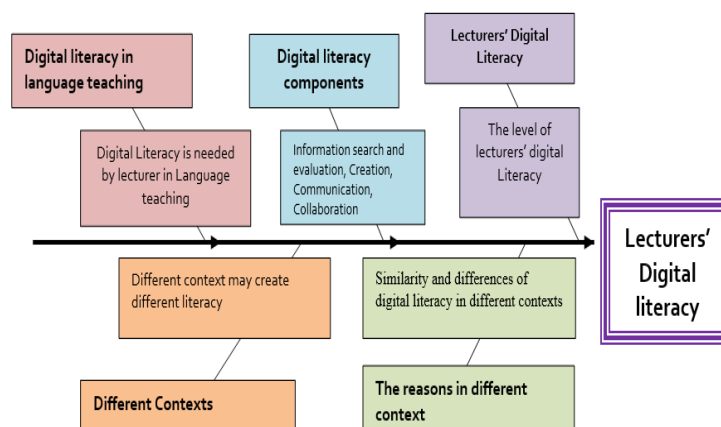 Digital literacy in
language teaching
Digital literacy
components
Lecturers' Digital
Literacy
Digital Literacy is needed
by lecturer in Language
teaching
Information search and
evaluation, Creation,
Communication,
Collaboration
The level of
lecturers' digital
Literacy
Lecturers'
Digital
literacy
Different context may create
different literacy
Similarity and differences of
digital literacy in different contexts
Different Contexts
The reasons in different
context